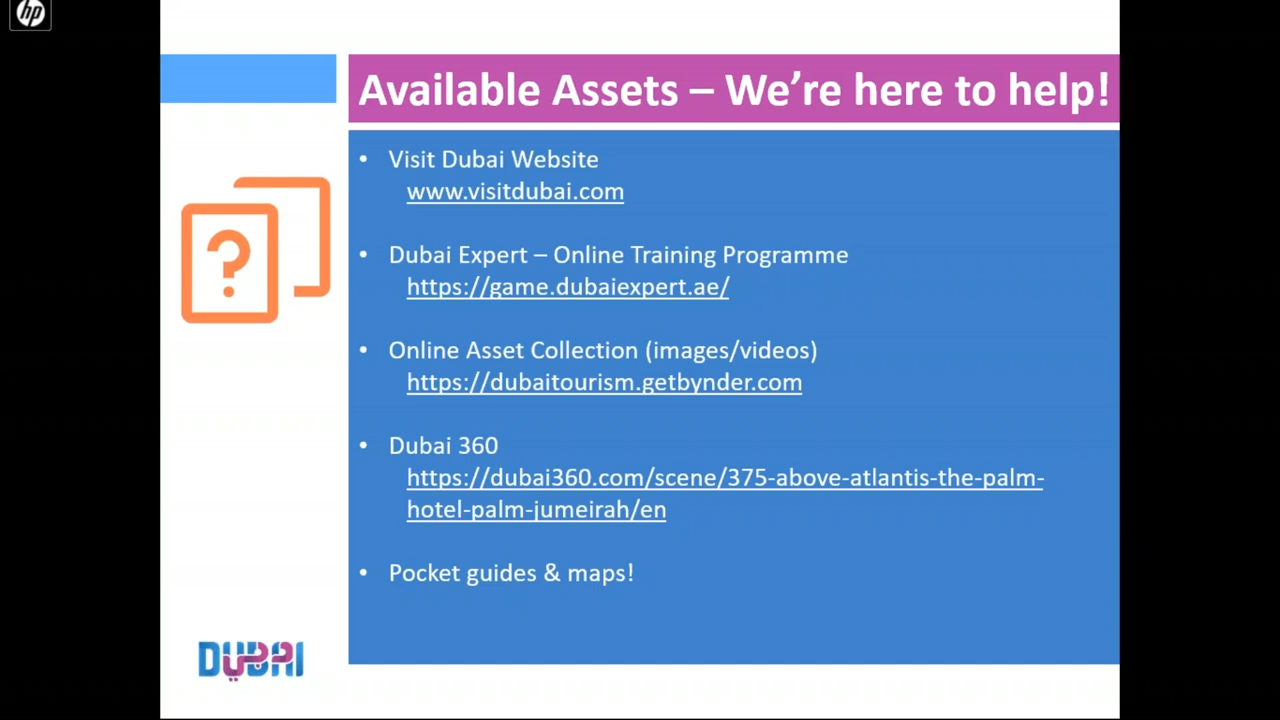 hp
Available Assets – We're here to help!
• Visit Dubai Website
www.visitdubai.com
• Dubai Expert – Online Training Programme
https://game.dubaiexpert.ae/
• Online Asset Collection (images/videos)
https://dubaitourism.getbynder.com
• Dubai 360
https://dubai360.com/scene/375-above-atlantis-the-palm-
hotel-palm-jumeirah/en
• Pocket guides & maps!
?
DUBAI